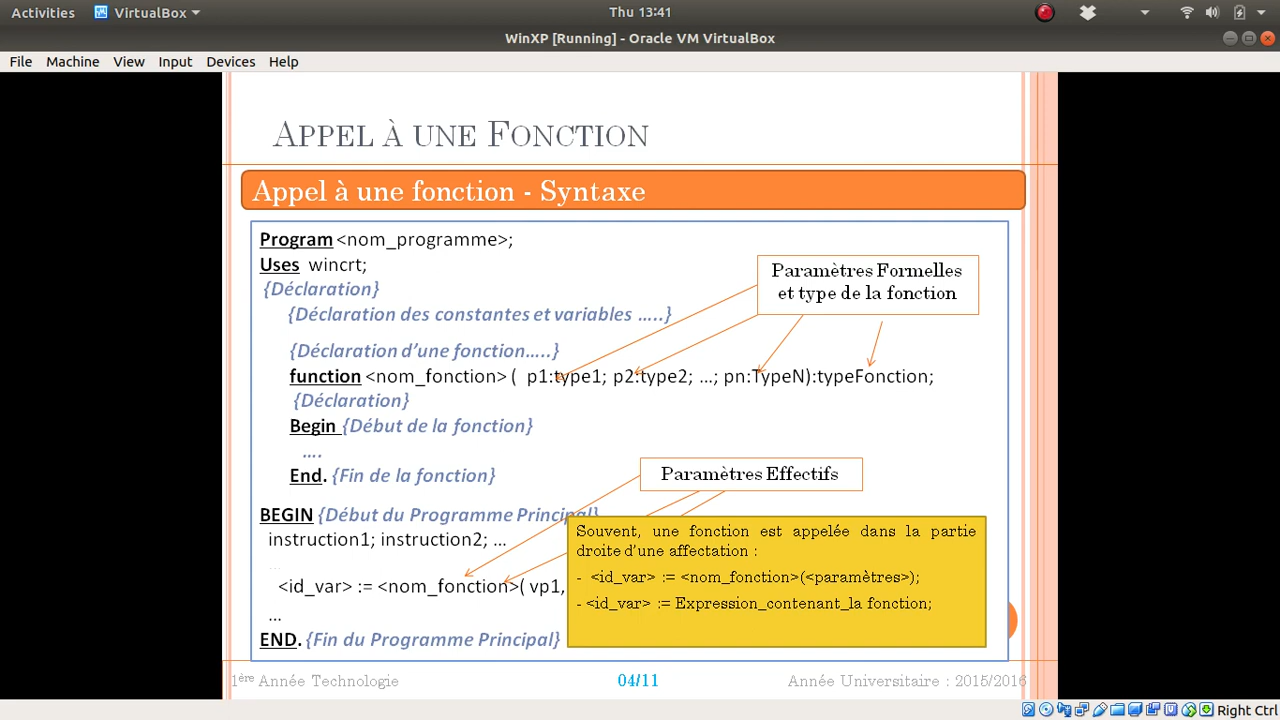 Activities VirtualBox Thu 13:41
WinXP [Running] - Oracle VM VirtualBox
File Machine View Input Devices Help
APPEL À UNE FONCTION
Appel à une fonction - Syntaxe
Program <nom_programme>;
Uses wincrt;
{Déclaration}
{Déclaration des constantes et variables …..}
Paramètres Formelles
et type de la fonction
{Déclaration d’une fonction…..}
function <nom_fonction> ( p1:type1; p2:type2; …; pn:TypeN):typeFonction;
{Déclaration}
Begin {Début de la fonction}
….
End. {Fin de la fonction}
Paramètres Effectifs
BEGIN {Début du Programme Principal}
instruction1; instruction2; …
…
<id_var> := <nom_fonction>( vp1,
…
END. {Fin du Programme Principal}
Souvent, une fonction est appelée dans la partie
droite d’une affectation :
- <id_var> := <nom_fonction>(<paramètres>);
- <id_var> := Expression_contenant_la fonction;
1ère Année Technologie 04/11 Année Universitaire : 2015/2016
Right Ctrl